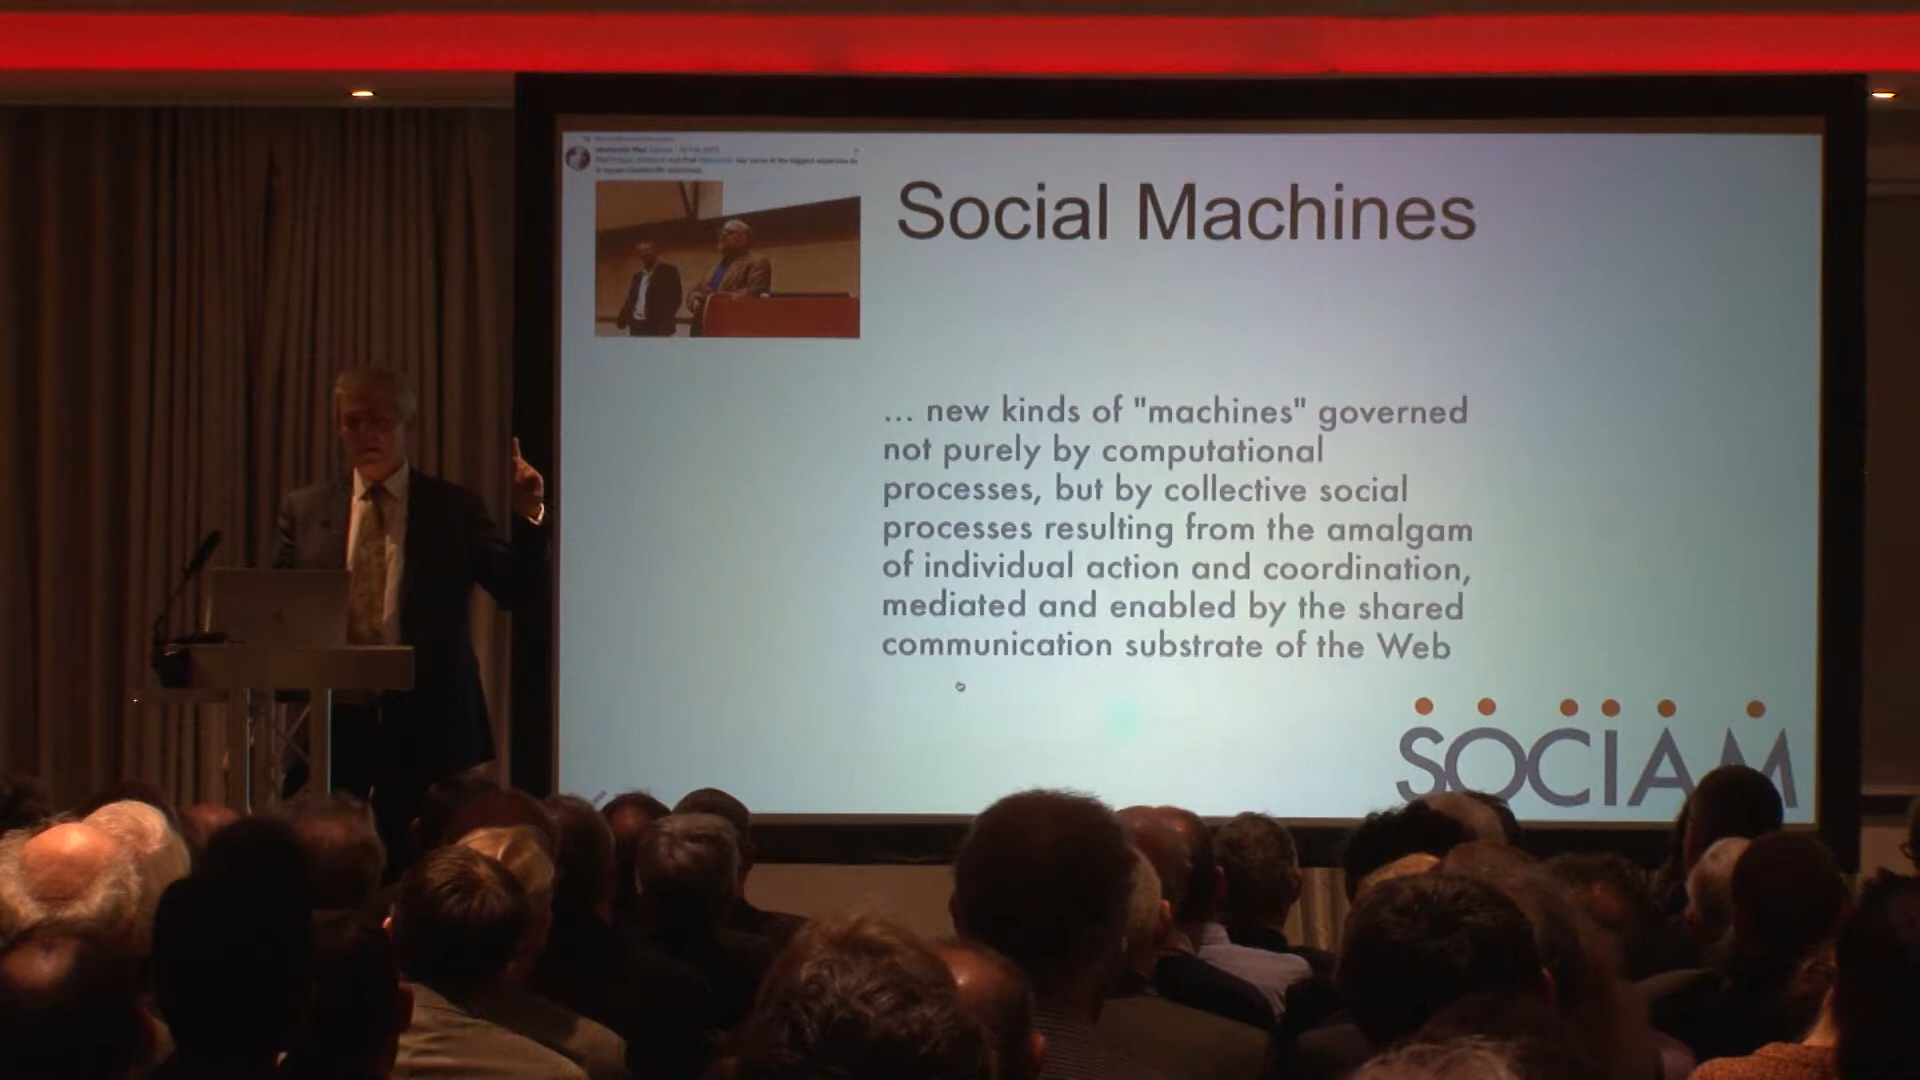 Social Machines
... new kinds of "machines" governed
not purely by computational
processes, but by collective social
processes resulting from the amalgam
of individual action and coordination,
mediated and enabled by the shared
communication substrate of the Web
SOCIAM